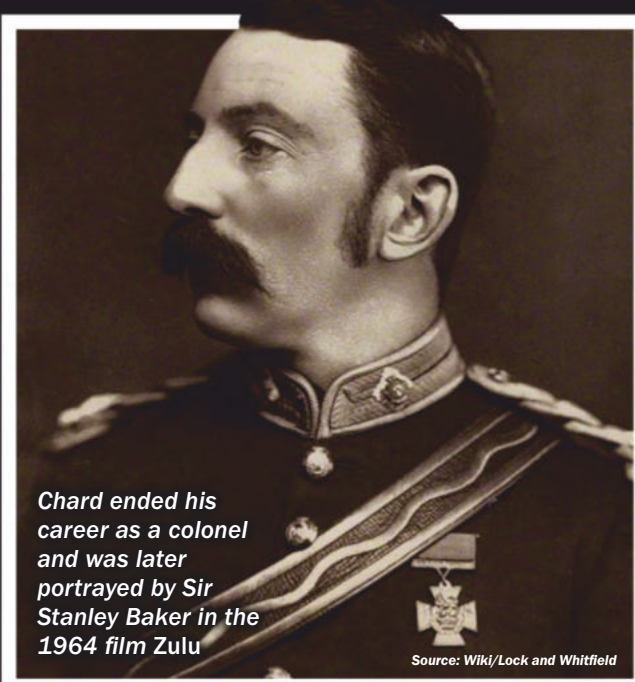 Chard ended his
career as a colonel
and was later
portrayed by Sir
Stanley Baker in the
1964 film Zulu
Source: Wiki/Lock and Whitfield